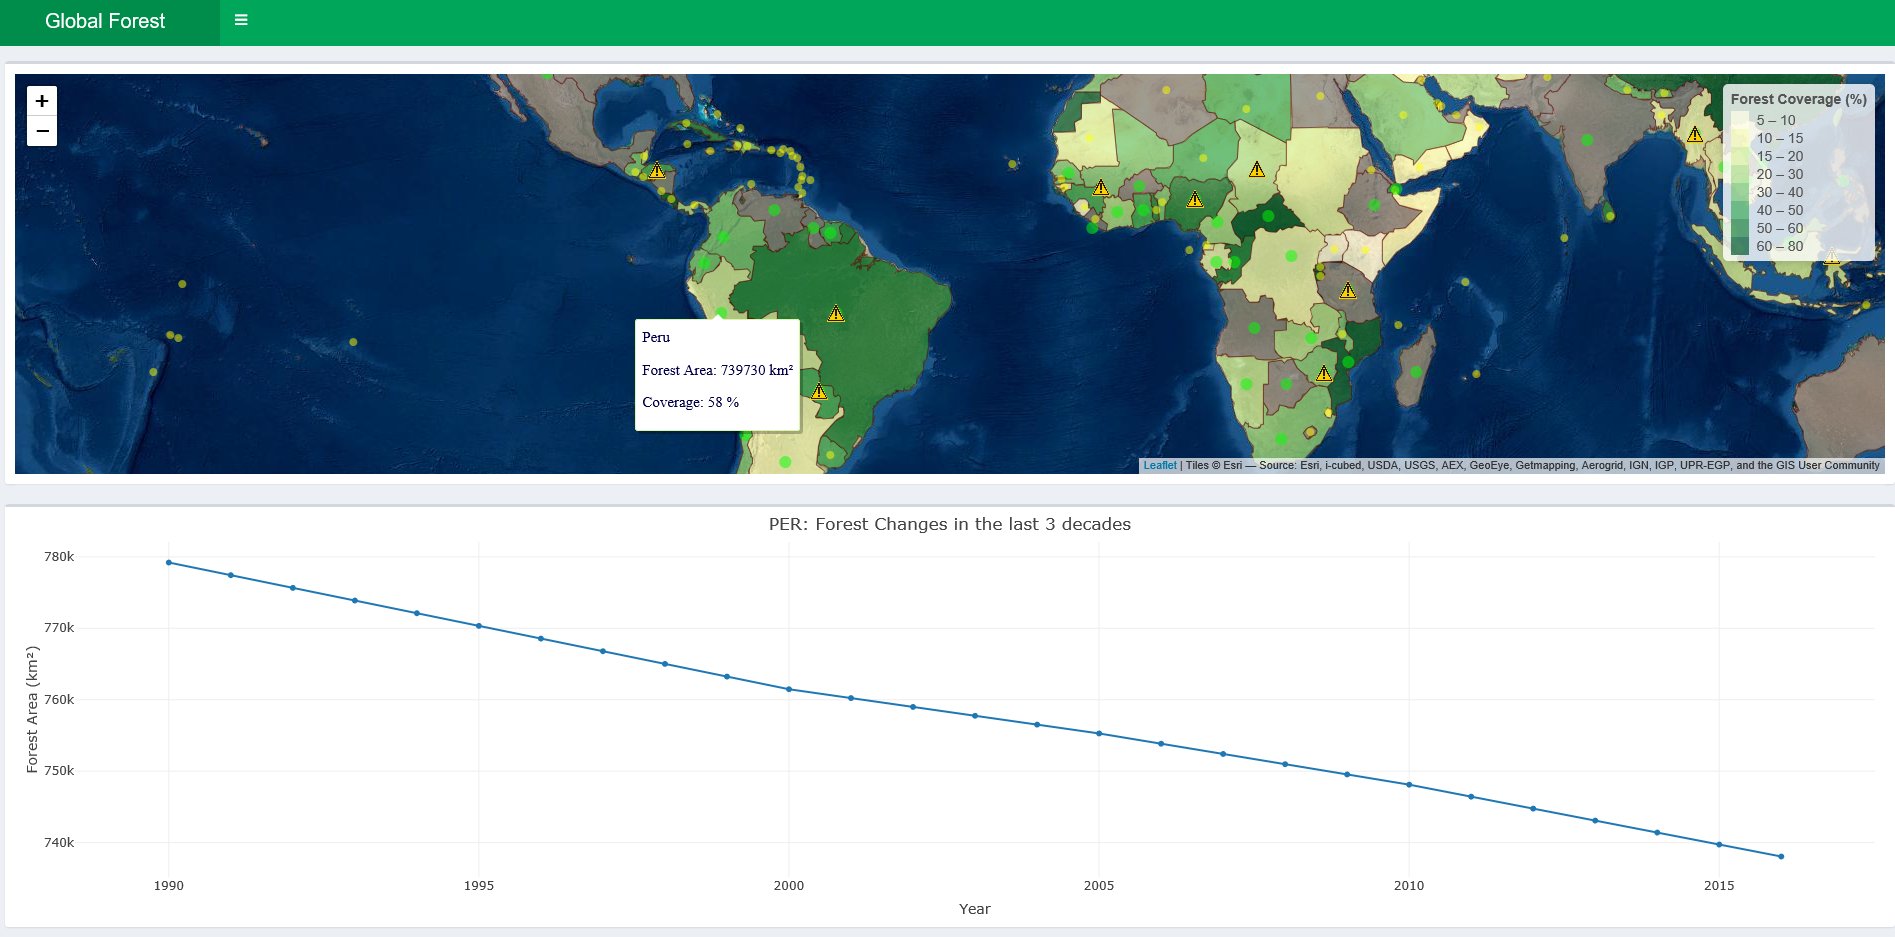 Global Forest
+
−
Forest Coverage (%)
5 – 10
10 – 15
15 – 20
20 – 30
30 – 40
40 – 50
50 – 60
60 – 80
Peru
Forest Area: 739730 km²
Coverage: 58 %
Leaflet | Tiles © Esri — Source: Esri, i-cubed, USDA, USGS, AEX, GeoEye, Getmapping, Aerogrid, IGN, IGP, UPR-EGP, and the GIS User Community
PER: Forest Changes in the last 3 decades
Forest Area (km²)
780k
770k
760k
750k
740k
1990 1995 2000 2005 2010 2015
Year